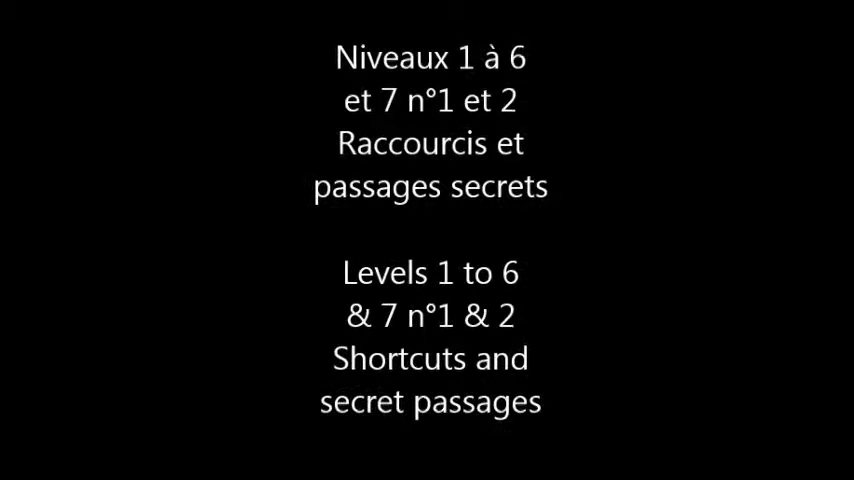 Niveaux 1 à 6
et 7 n°1 et 2
Raccourcis et
passages secrets
Levels 1 to 6
& 7 n°1 & 2
Shortcuts and
secret passages